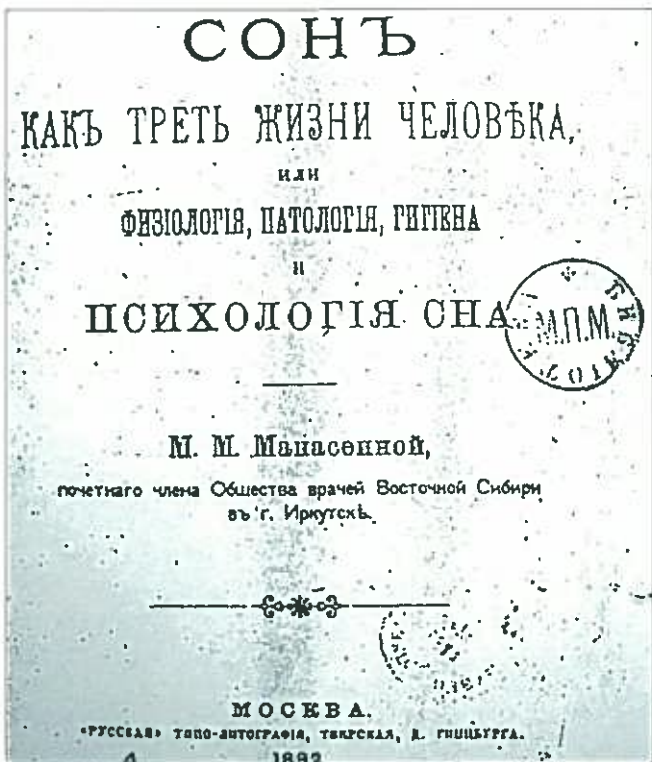 СОНЪ
КАКЪ ТРЕТЬ ЖИЗНИ ЧЕЛОВѢКА,
ИЛИ
ФИЗІОЛОГІЯ, ПАТОЛОГІЯ, ГИГІЕНА
И
ПСИХОЛОГІЯ СНА
М.П.М.
М. М. Манасеиной,
почетнаго члена Общества врачей Восточной Сибири
въ г. Иркутскѣ.
МОСКВА.
«РУССКАЯ» ТИПО-ЛИТОГРАФІЯ, ТВЕРСКАЯ, Д. ГИНЦБУРГА.
1892